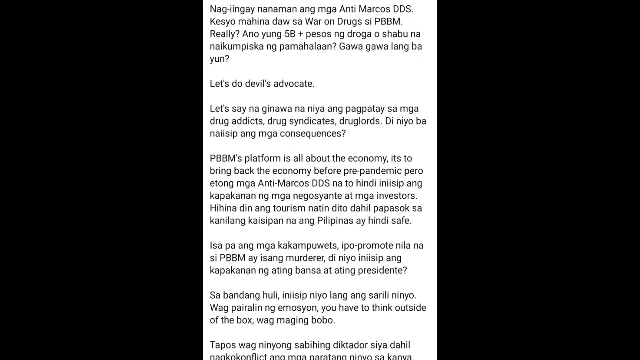 Nag-iingay nanaman ang mga Anti Marcos DDS.
Kesyo mahina daw sa War on Drugs si PBBM.
Really? Ano yung 5B + pesos ng droga o shabu na
naikumpiska ng pamahalaan? Gawa gawa lang ba
yun?
Let's do devil's advocate.
Let's say na ginawa na niya ang pagpatay sa mga
drug addicts, drug syndicates, druglords. Di niyo ba
naiisip ang mga consequences?
PBBM's platform is all about the economy, its to
bring back the economy before pre-pandemic pero
etong mga Anti-Marcos DDS na to hindi iniisip ang
kapakanan ng mga negosyante at mga investors.
Hihina din ang tourism natin dito dahil papasok sa
kanilang kaisipan na ang Pilipinas ay hindi safe.
Isa pa ang mga kakampuwets, ipo-promote nila na
si PBBM ay isang murderer, di niyo iniisip ang
kapakanan ng ating bansa at ating presidente?
Sa bandang huli, iniisip niyo lang ang sarili ninyo.
Wag pairalin ng emosyon, you have to think outside
of the box, wag maging bobo.
Tapos wag ninyong sabihing diktador siya dahil
nagkokonflict ang mga paratang ninyo sa kanya.